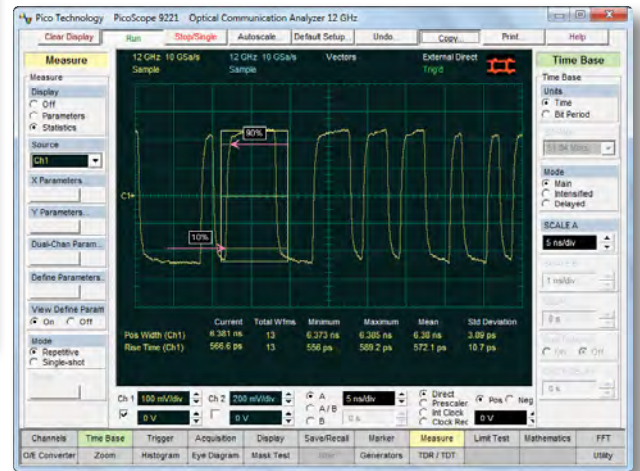 Pico Technology PicoScope 9221 Optical Communication Analyzer 12 GHz
Clear Display Run Stop/Single Autoscale Default Setup... Undo Copy... Print... Help
Measure
Measure
Display
Off
Parameters
Statistics
Source
Ch1
X Parameters...
Y Parameters...
Dual-Chan Param...
Define Parameters...
View Define Param
On Off
Mode
Repetitive
Single-shot
12 GHz 10 GSa/s
Sample
12 GHz 10 GSa/s
Sample
Vectors
External Direct
Trig'd
90%
C1
10%
Current Total Wfms Minimum Maximum Mean Std Deviation
Pos Width (Ch1) 6.381 ns 13 6.373 ns 6.385 ns 6.38 ns 3.09 ps
Rise Time (Ch1) 566.6 ps 13 556 ps 589.2 ps 572.1 ps 10.7 ps
Ch 1 100 mV/div Ch 2 200 mV/div A 5 ns/div Direct Pos Neg
A / B Prescaler
0 V 0 V B 0 s Int Clock 0 V
Clock Rec
Time Base
Time Base
Units
Time
Bit Period
Mode
Main
Intensified
Delayed
SCALE A
5 ns/div
1 ns/div
0 s
On Off
0 s
Channels Time Base Trigger Acquisition Display Save/Recall Marker Measure Limit Test Mathematics FFT
O/E Converter Zoom Histogram Eye Diagram Mask Test Generators TDR / TDT Utility